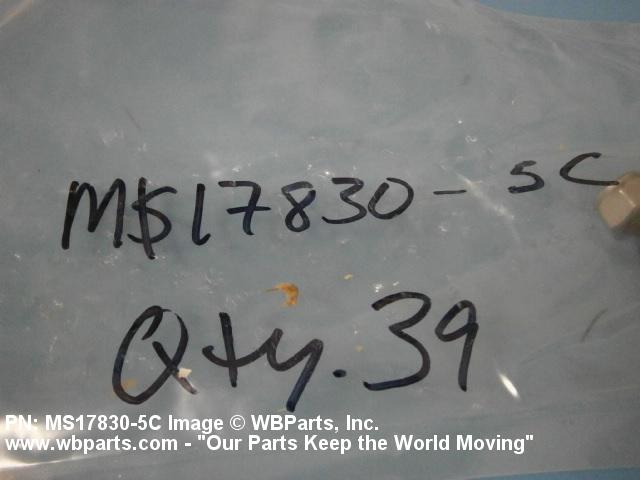 MS17830-5C
Qty. 39
PN: MS17830-5C Image © WBParts, Inc.
www.wbparts.com - "Our Parts Keep the World Moving"